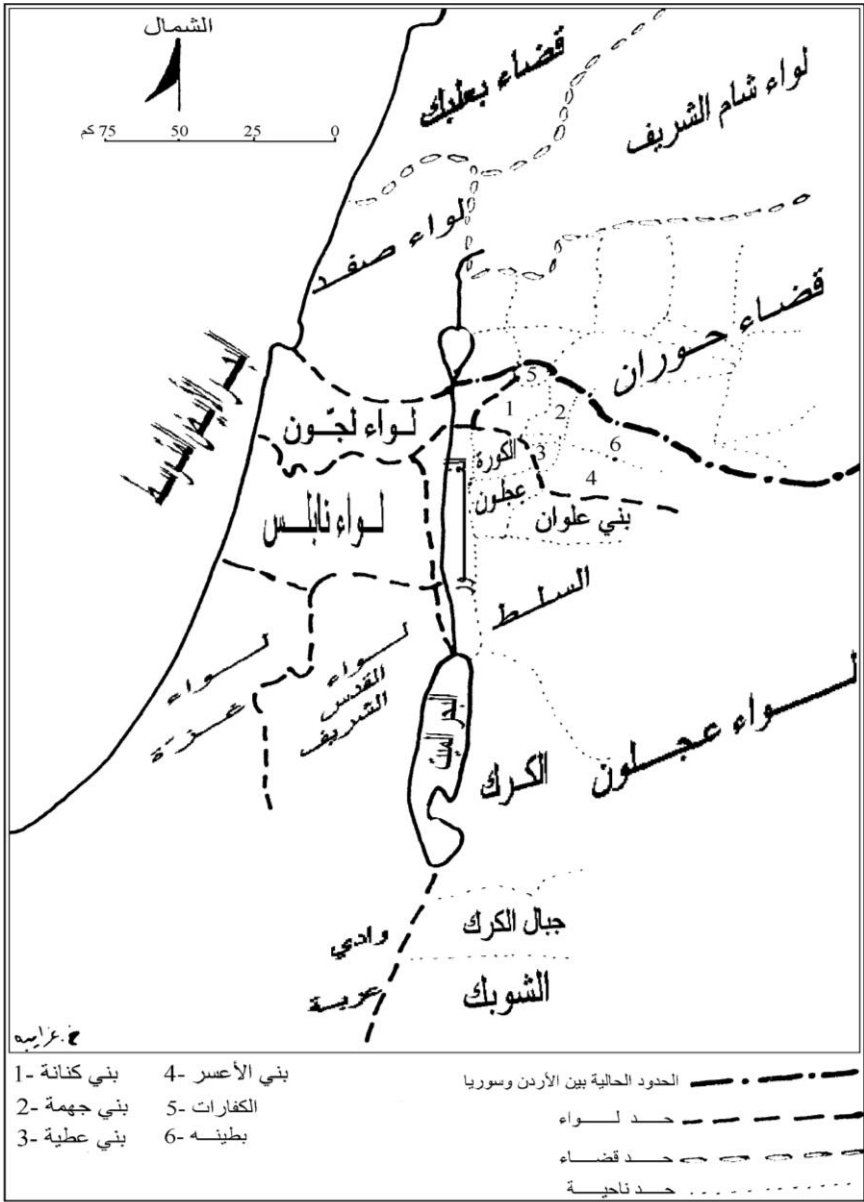 الشمال
75 كم 50 25 0
قضاء بعلبك
لواء شام الشريف
لواء صفد
قضاء حوران
5
1
2
لواء لجّون
الكورة
3
6
4
عجلون
بني علوان
لواء نابلس
السلط
لواء
غزة
لواء
القدس
الشريف
البحر الميت
لواء عجلون
الكرك
جبال الكرك
وادي
عربة
الشوبك
خ. غرايبه
1- بني كنانة
2- بني جهمة
3- بني عطية
4- بني الأعسر
5- الكفارات
6- بطينه
الحدود الحالية بين الأردن وسوريا
حد لواء
حد قضاء
حد ناحية